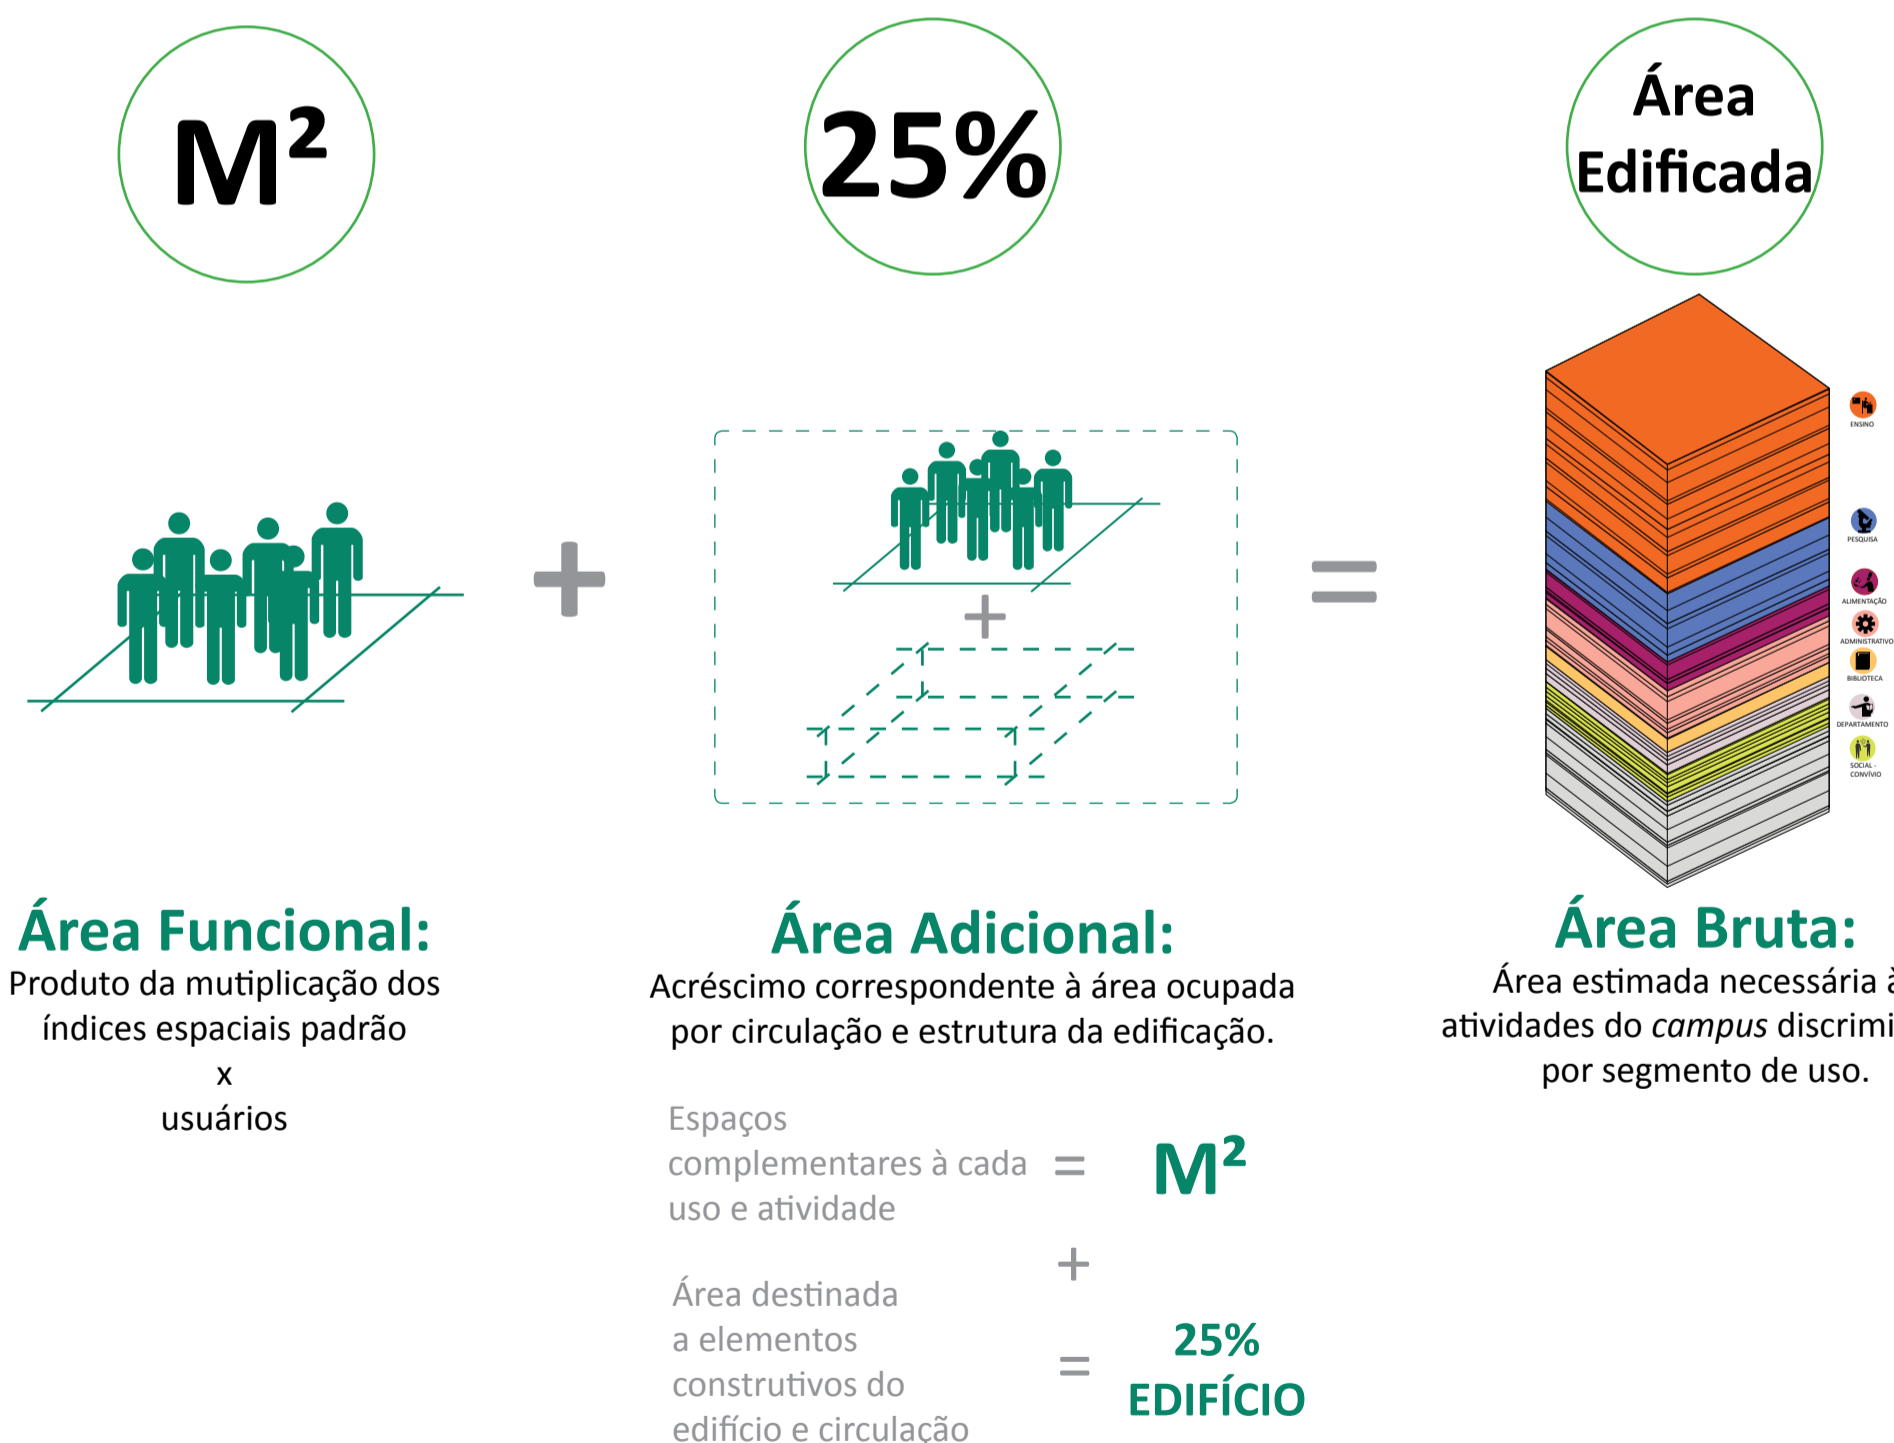 M²
25%
Área
Edificada
ENSINO
PESQUISA
ALIMENTAÇÃO
ADMINISTRATIVO
BIBLIOTECA
DEPARTAMENTO
SOCIAL -
CONVÍVIO
+
+
=
Área Funcional:
Produto da mutiplicação dos
índices espaciais padrão
x
usuários
Área Adicional:
Acréscimo correspondente à área ocupada
por circulação e estrutura da edificação.
Espaços
complementares à cada
uso e atividade
=
M²
+
Área destinada
a elementos
construtivos do
edifício e circulação
=
25%
EDIFÍCIO
Área Bruta:
Área estimada necessária à
atividades do campus discrimi
por segmento de uso.